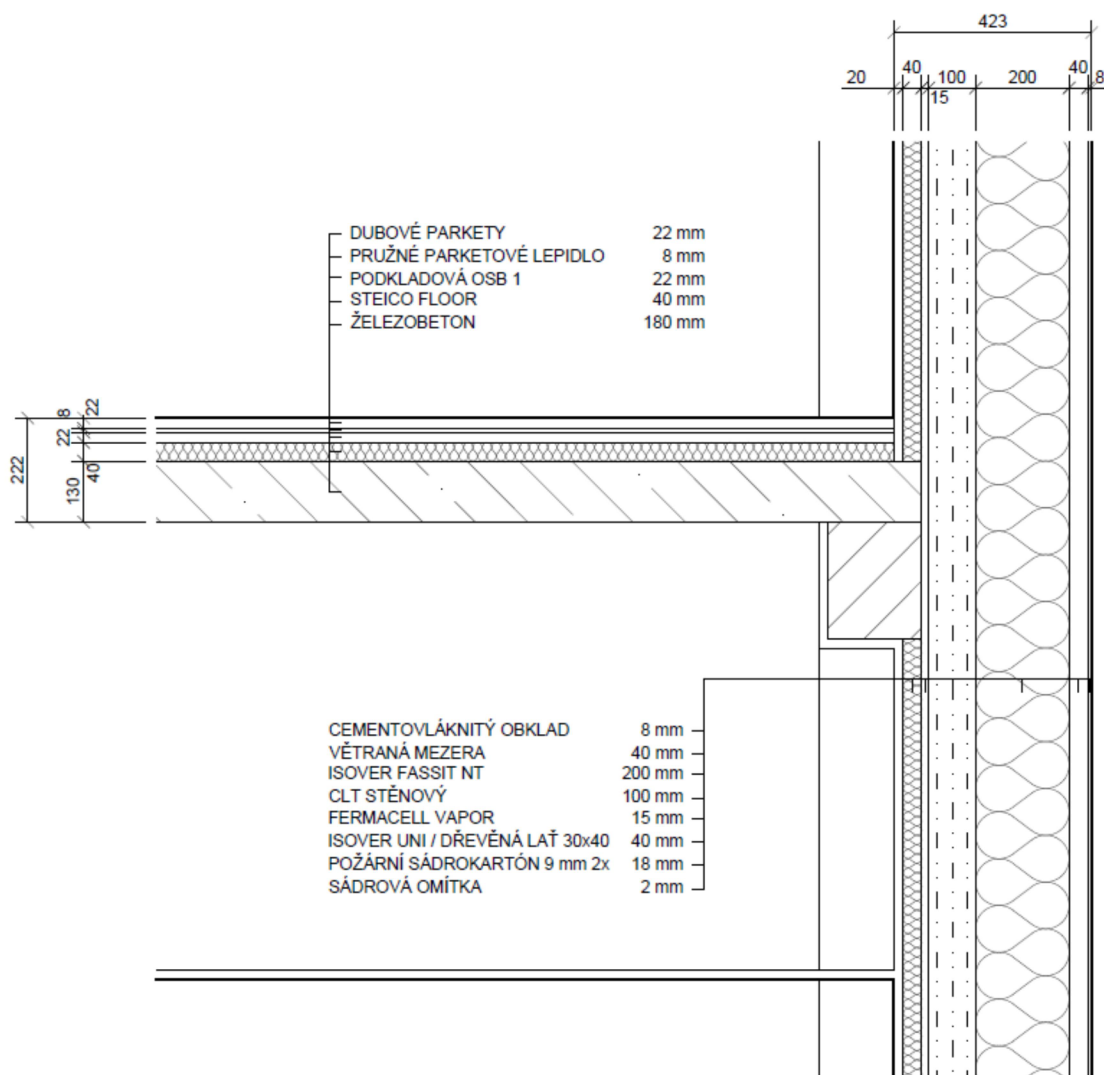 423
20 40 15 100 200 40 8
DUBOVÉ PARKETY 22 mm
PRUŽNÉ PARKETOVÉ LEPIDLO 8 mm
PODKLADOVÁ OSB 1 22 mm
STEICO FLOOR 40 mm
ŽELEZOBETON 180 mm
8 22
22
40
130
222
CEMENTOVLÁKNITÝ OBKLAD 8 mm
VĚTRANÁ MEZERA 40 mm
ISOVER FASSIT NT 200 mm
CLT STĚNOVÝ 100 mm
FERMACELL VAPOR 15 mm
ISOVER UNI / DŘEVĚNÁ LAŤ 30x40 40 mm
POŽÁRNÍ SÁDROKARTÓN 9 mm 2x 18 mm
SÁDROVÁ OMÍTKA 2 mm